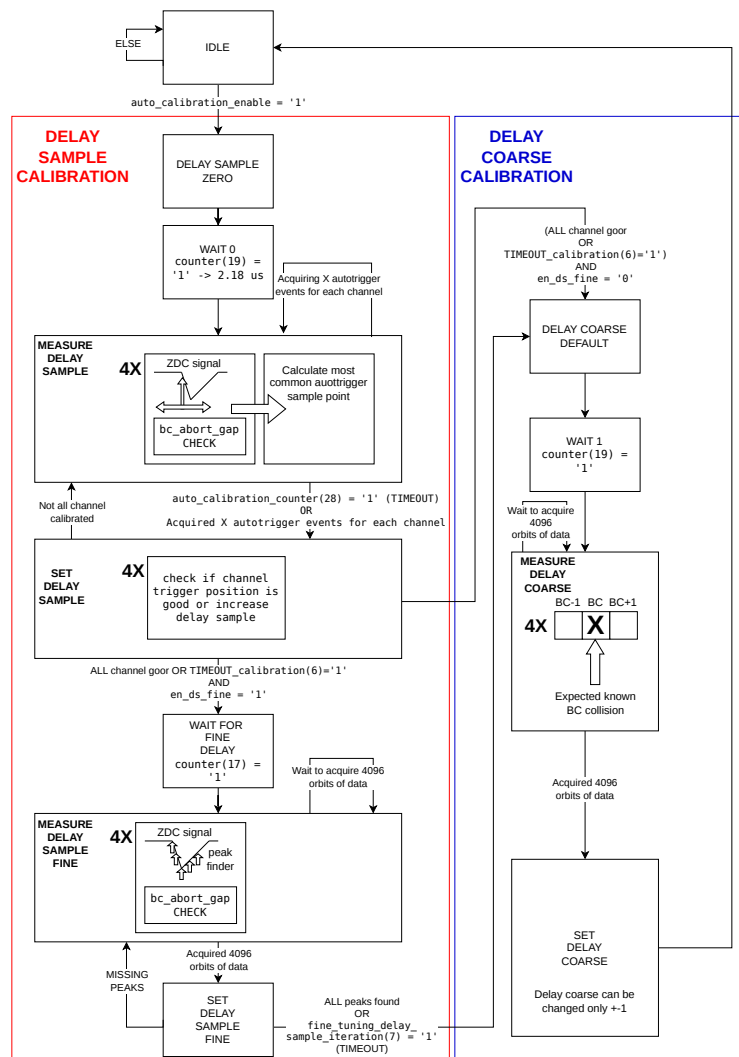 IDLE
ELSE
auto_calibration_enable = '1'
DELAY
SAMPLE
CALIBRATION
DELAY SAMPLE
ZERO
WAIT 0
counter(19) =
'1' -> 2.18 us
Acquiring X autotrigger
events for each channel
MEASURE
DELAY
SAMPLE
4X
ZDC signal
bc_abort_gap
CHECK
Calculate most
common auottrigger
sample point
Not all channel
calibrated
auto_calibration_counter(28) = '1' (TIMEOUT)
OR
Acquired X autotrigger events for each channel
SET
DELAY
SAMPLE
4X
check if channel
trigger position is
good or increase
delay sample
ALL channel goor OR TIMEOUT_calibration(6)='1'
AND
en_ds_fine = '1'
WAIT FOR
FINE
DELAY
counter(17) =
'1'
Wait to acquire 4096
orbits of data
MEASURE
DELAY
SAMPLE
FINE
4X
ZDC signal
peak
finder
bc_abort_gap
CHECK
MISSING
PEAKS
Acquired 4096
orbits of data
SET
DELAY
SAMPLE
FINE
ALL peaks found
OR
fine_tuning_delay_
sample_iteration(7) = '1'
(TIMEOUT)
DELAY
COARSE
CALIBRATION
(ALL channel goor
OR
TIMEOUT_calibration(6)='1')
AND
en_ds_fine = '0'
DELAY COARSE
DEFAULT
WAIT 1
counter(19) =
'1'
Wait to acquire
4096
orbits of data
MEASURE
DELAY
COARSE
BC-1 BC BC+1
4X
X
Expected known
BC collision
Acquired 4096
orbits of data
SET
DELAY
COARSE
Delay coarse can be
changed only +-1